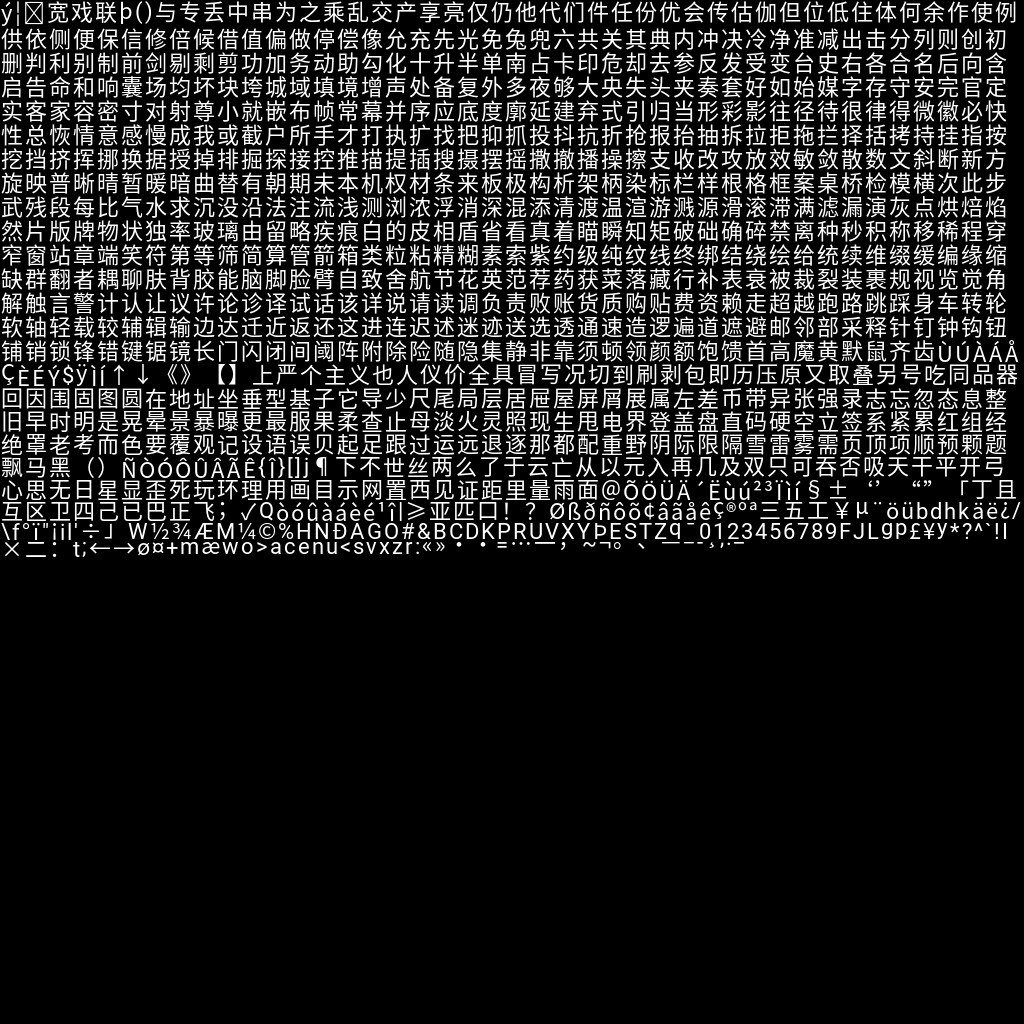 ý¦☒宽戏联þ()与专丢中串为之乘乱交产享亮仅仍他代们件任份优会传估伽但位低住体何余作使例
供依侧便保信修倍候借值偏做停偿像允充先光免兔兜六共关其典内冲决冷净准减出击分列则创初
删判利别制前剑剔剩剪功加务动助勾化十升半单南占卡印危却去参反发受变台史右各合名后向含
启告命和响囊场均坏块垮城域填境增声处备复外多夜够大央失头夹奏套好如始媒字存守安完官定
实客家容密寸对射尊小就嵌布帧常幕并序应底度廓延建弃式引归当形彩影径待很律得微徽必快
性总恢情意感慢成我或截户所手才打执扩找把抑抓投抖抗折抢报抬抽拆拉拒拖拦择括拷持挂指按
挖挡挤挥挪换据授掉排掘探接控推描提插搜摄摆摇撒撤播操擦支收改攻放效敏敛散数文斜断新方
旋映普晰晴暂暖暗曲替有朝期未本机权材条来板极构析架柄染标栏样根格框案桌桥检模横次此步
武残段每比气水求沉没沿法注流浅测浏浓浮消深混添清渡温渲游溅源滑滚滞满滤漏演灰点烘焙焰
然片版牌物状独率玻璃由留略疾痕白的皮相盾省看真着瞄瞬知矩破础确碎禁离种秒积称移稀程穿
窄窗站章端笑符第等筛简算管箭箱类粒粘精糊素索紫约级纯纹线终绑结绕绘给统续维缀缓编缘缩
缺群翻者耦聊肤背胶能脑脚脸臂自致舍航节花英范荐药获菜落藏行补表衰被裁裂装裹规视览觉角
解触言警计认让议许论诊译试话该详说请读调负责败账货质购贴费资赖走超越跑路跳踩身车转轮
软轴轻载较辅辑输边达迁近返还这进连迟述迷迹送选透通速造逻遍道遮避邮邻部采释针钉钟钩钮
铺销锁锋错键锯镜长门闪闭间阈阵附除险随隐集静非靠须顿领颜额饱馈首高魔黄默鼠齐齿ÙÚÀÁÅ
ÇÈÉÝ$ÿìí↑↓《》【】上严个主义也人仪价全具冒写况切到刷剥包即历压原又取叠另号吃同品器
回因围固图圆在地址坐垂型基子它导少尺尾局层居屉屋屏屑展属左差币带异张强录志忘忽态息整
旧早时明是晃晕景暴曝更最服果柔查止母淡火灵照现生甩电界登盖盘直码硬空立签系紧累红组经
绝罩老考而色要覆观记设语误贝起足跟过运远退逐那都配重野阴际限隔雪雷雾需页顶项顺预颗题
飘马黑（）ÑÒÓÔÛÂÃÊ{î}[]j¶下不世丝两么了于云亡从以元入再几及双只可吞否吸天干平开弓
心思无日星显歪死玩环理用画目示网置西见证距里量雨面@ÕÖÜÄ´Ëùú²³Ïìí§±‘’“”「丁且
互区卫四己已巴正飞；✓Qòóûàáèé¹î|≥亚匹口！？Øßðñôõ¢âãåêç®ºª三五工￥µ¨öübdhkäë¿/
\f°ï"¡iil'÷」W½¾ÆM¼©%HNÐAGO#&BCDKPRUVXYÞESTZq¯0123456789FJLgp£¥y*?^`!I
×二：t;←→ø¤+mæwo>acenu<svxzr:«»